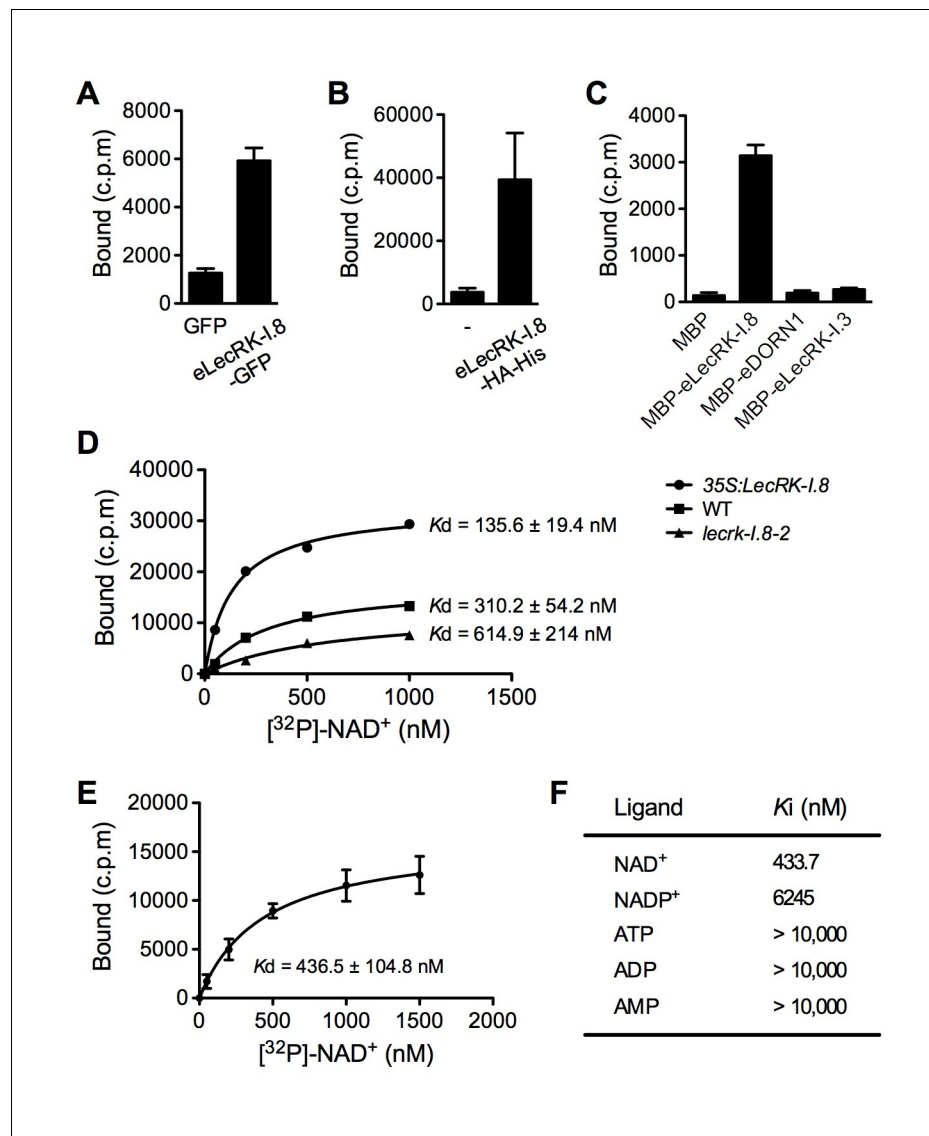 A
Bound (c.p.m)
8000
6000
4000
2000
0
GFP
eLecRK-I.8
-GFP
B
Bound (c.p.m)
60000
40000
20000
0
-
eLecRK-I.8
-HA-His
C
Bound (c.p.m)
4000
3000
2000
1000
0
MBP
MBP-eLecRK-I.8
MBP-eDORN1
MBP-eLecRK-I.3
D
Bound (c.p.m)
40000
30000
20000
10000
0
0 500 1000 1500
[³²P]-NAD⁺ (nM)
Kd = 135.6 ± 19.4 nM
Kd = 310.2 ± 54.2 nM
Kd = 614.9 ± 214 nM
35S:LecRK-I.8
WT
lecrk-I.8-2
E
Bound (c.p.m)
20000
15000
10000
5000
0
Kd = 436.5 ± 104.8 nM
0 500 1000 1500 2000
[³²P]-NAD⁺ (nM)
F
Ligand Ki (nM)
NAD⁺ 433.7
NADP⁺ 6245
ATP > 10,000
ADP > 10,000
AMP > 10,000